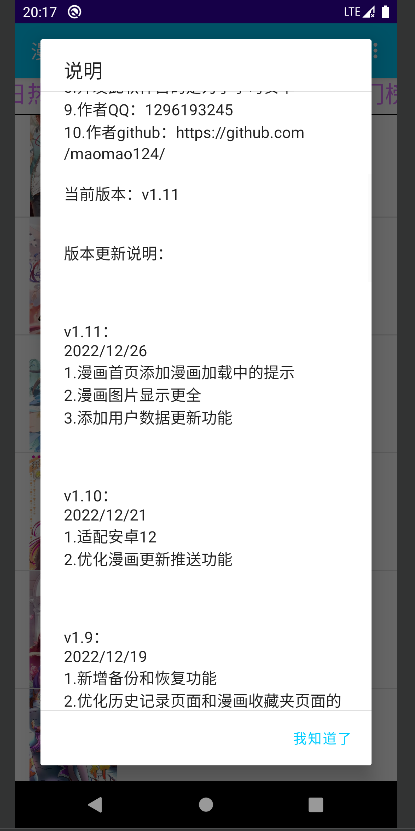 20:17
LTE
说明
9.作者QQ：1296193245
10.作者github：https://github.com
/maomao124/
当前版本：v1.11
版本更新说明：
v1.11：
2022/12/26
1.漫画首页添加漫画加载中的提示
2.漫画图片显示更全
3.添加用户数据更新功能
v1.10：
2022/12/21
1.适配安卓12
2.优化漫画更新推送功能
v1.9：
2022/12/19
1.新增备份和恢复功能
2.优化历史记录页面和漫画收藏夹页面的
我知道了